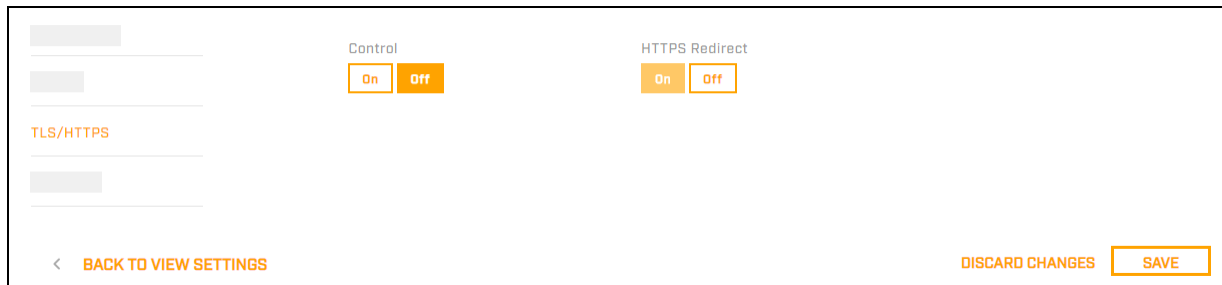 Control
HTTPS Redirect
On Off
On Off
TLS/HTTPS
BACK TO VIEW SETTINGS
DISCARD CHANGES
SAVE